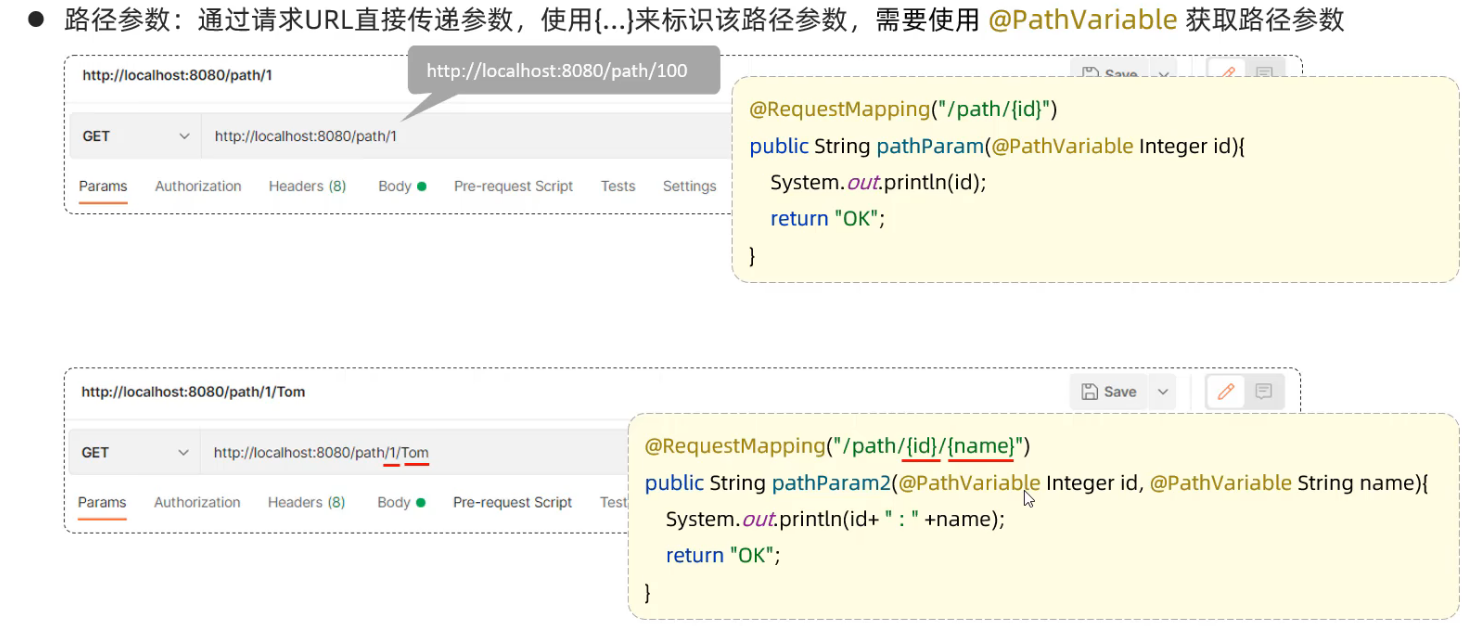 ● 路径参数：通过请求URL直接传递参数，使用{...}来标识该路径参数，需要使用 @PathVariable 获取路径参数
http://localhost:8080/path/1
http://localhost:8080/path/100
Save
GET
http://localhost:8080/path/1
Params Authorization Headers (8) Body Pre-request Script Tests Settings
@RequestMapping("/path/{id}")
public String pathParam(@PathVariable Integer id){
System.out.println(id);
return "OK";
}
http://localhost:8080/path/1/Tom
Save
GET
http://localhost:8080/path/1/Tom
Params Authorization Headers (8) Body Pre-request Script Test
@RequestMapping("/path/{id}/{name}")
public String pathParam2(@PathVariable Integer id, @PathVariable String name){
System.out.println(id+ " : " +name);
return "OK";
}